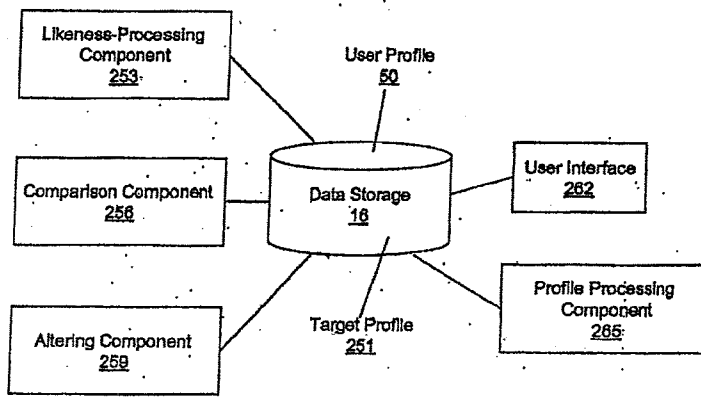 Likeness-Processing
Component
253
User Profile
50
Comparison Component
256
Data Storage
16
User Interface
262
Altering Component
259
Target Profile
251
Profile Processing
Component
265